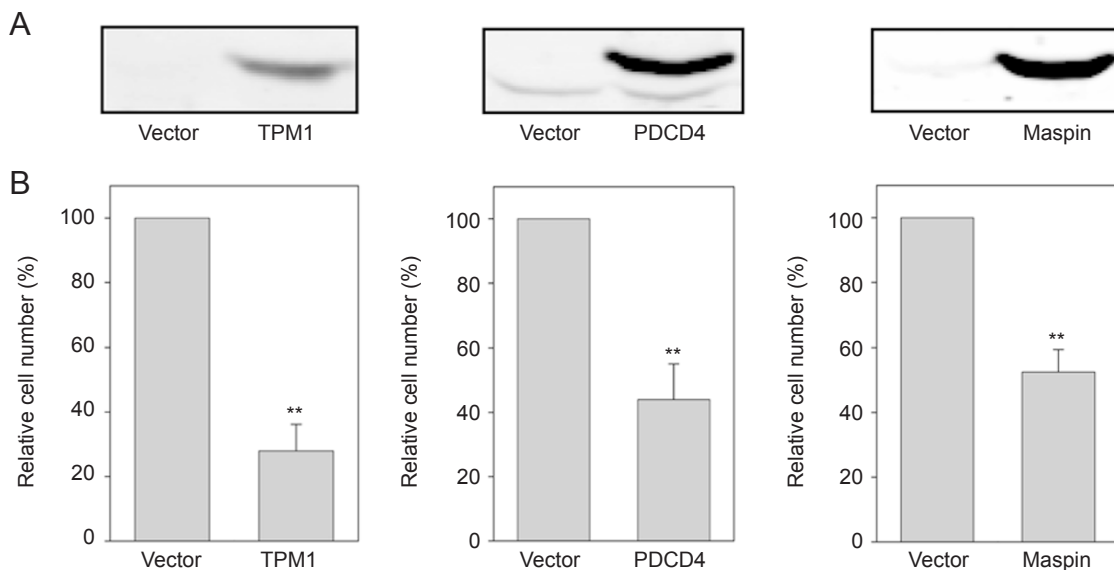 A
Vector TPM1
Vector PDCD4
Vector Maspin
B
Relative cell number (%)
100
80
60
40
20
0
**
Vector TPM1
Relative cell number (%)
100
80
60
40
20
0
**
Vector PDCD4
Relative cell number (%)
100
80
60
40
20
0
**
Vector Maspin